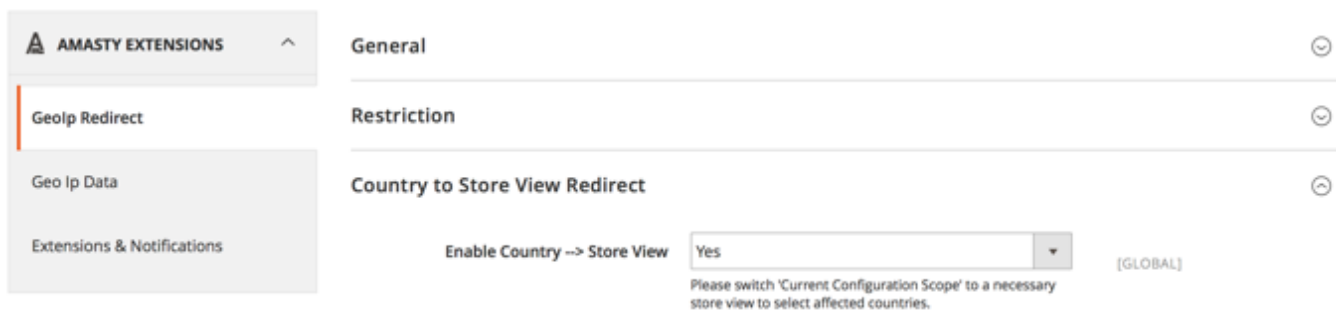 AMASTY EXTENSIONS
GeoIp Redirect
Geo Ip Data
Extensions & Notifications
General
Restriction
Country to Store View Redirect
Enable Country --> Store View
Yes
[GLOBAL]
Please switch 'Current Configuration Scope' to a necessary
store view to select affected countries.